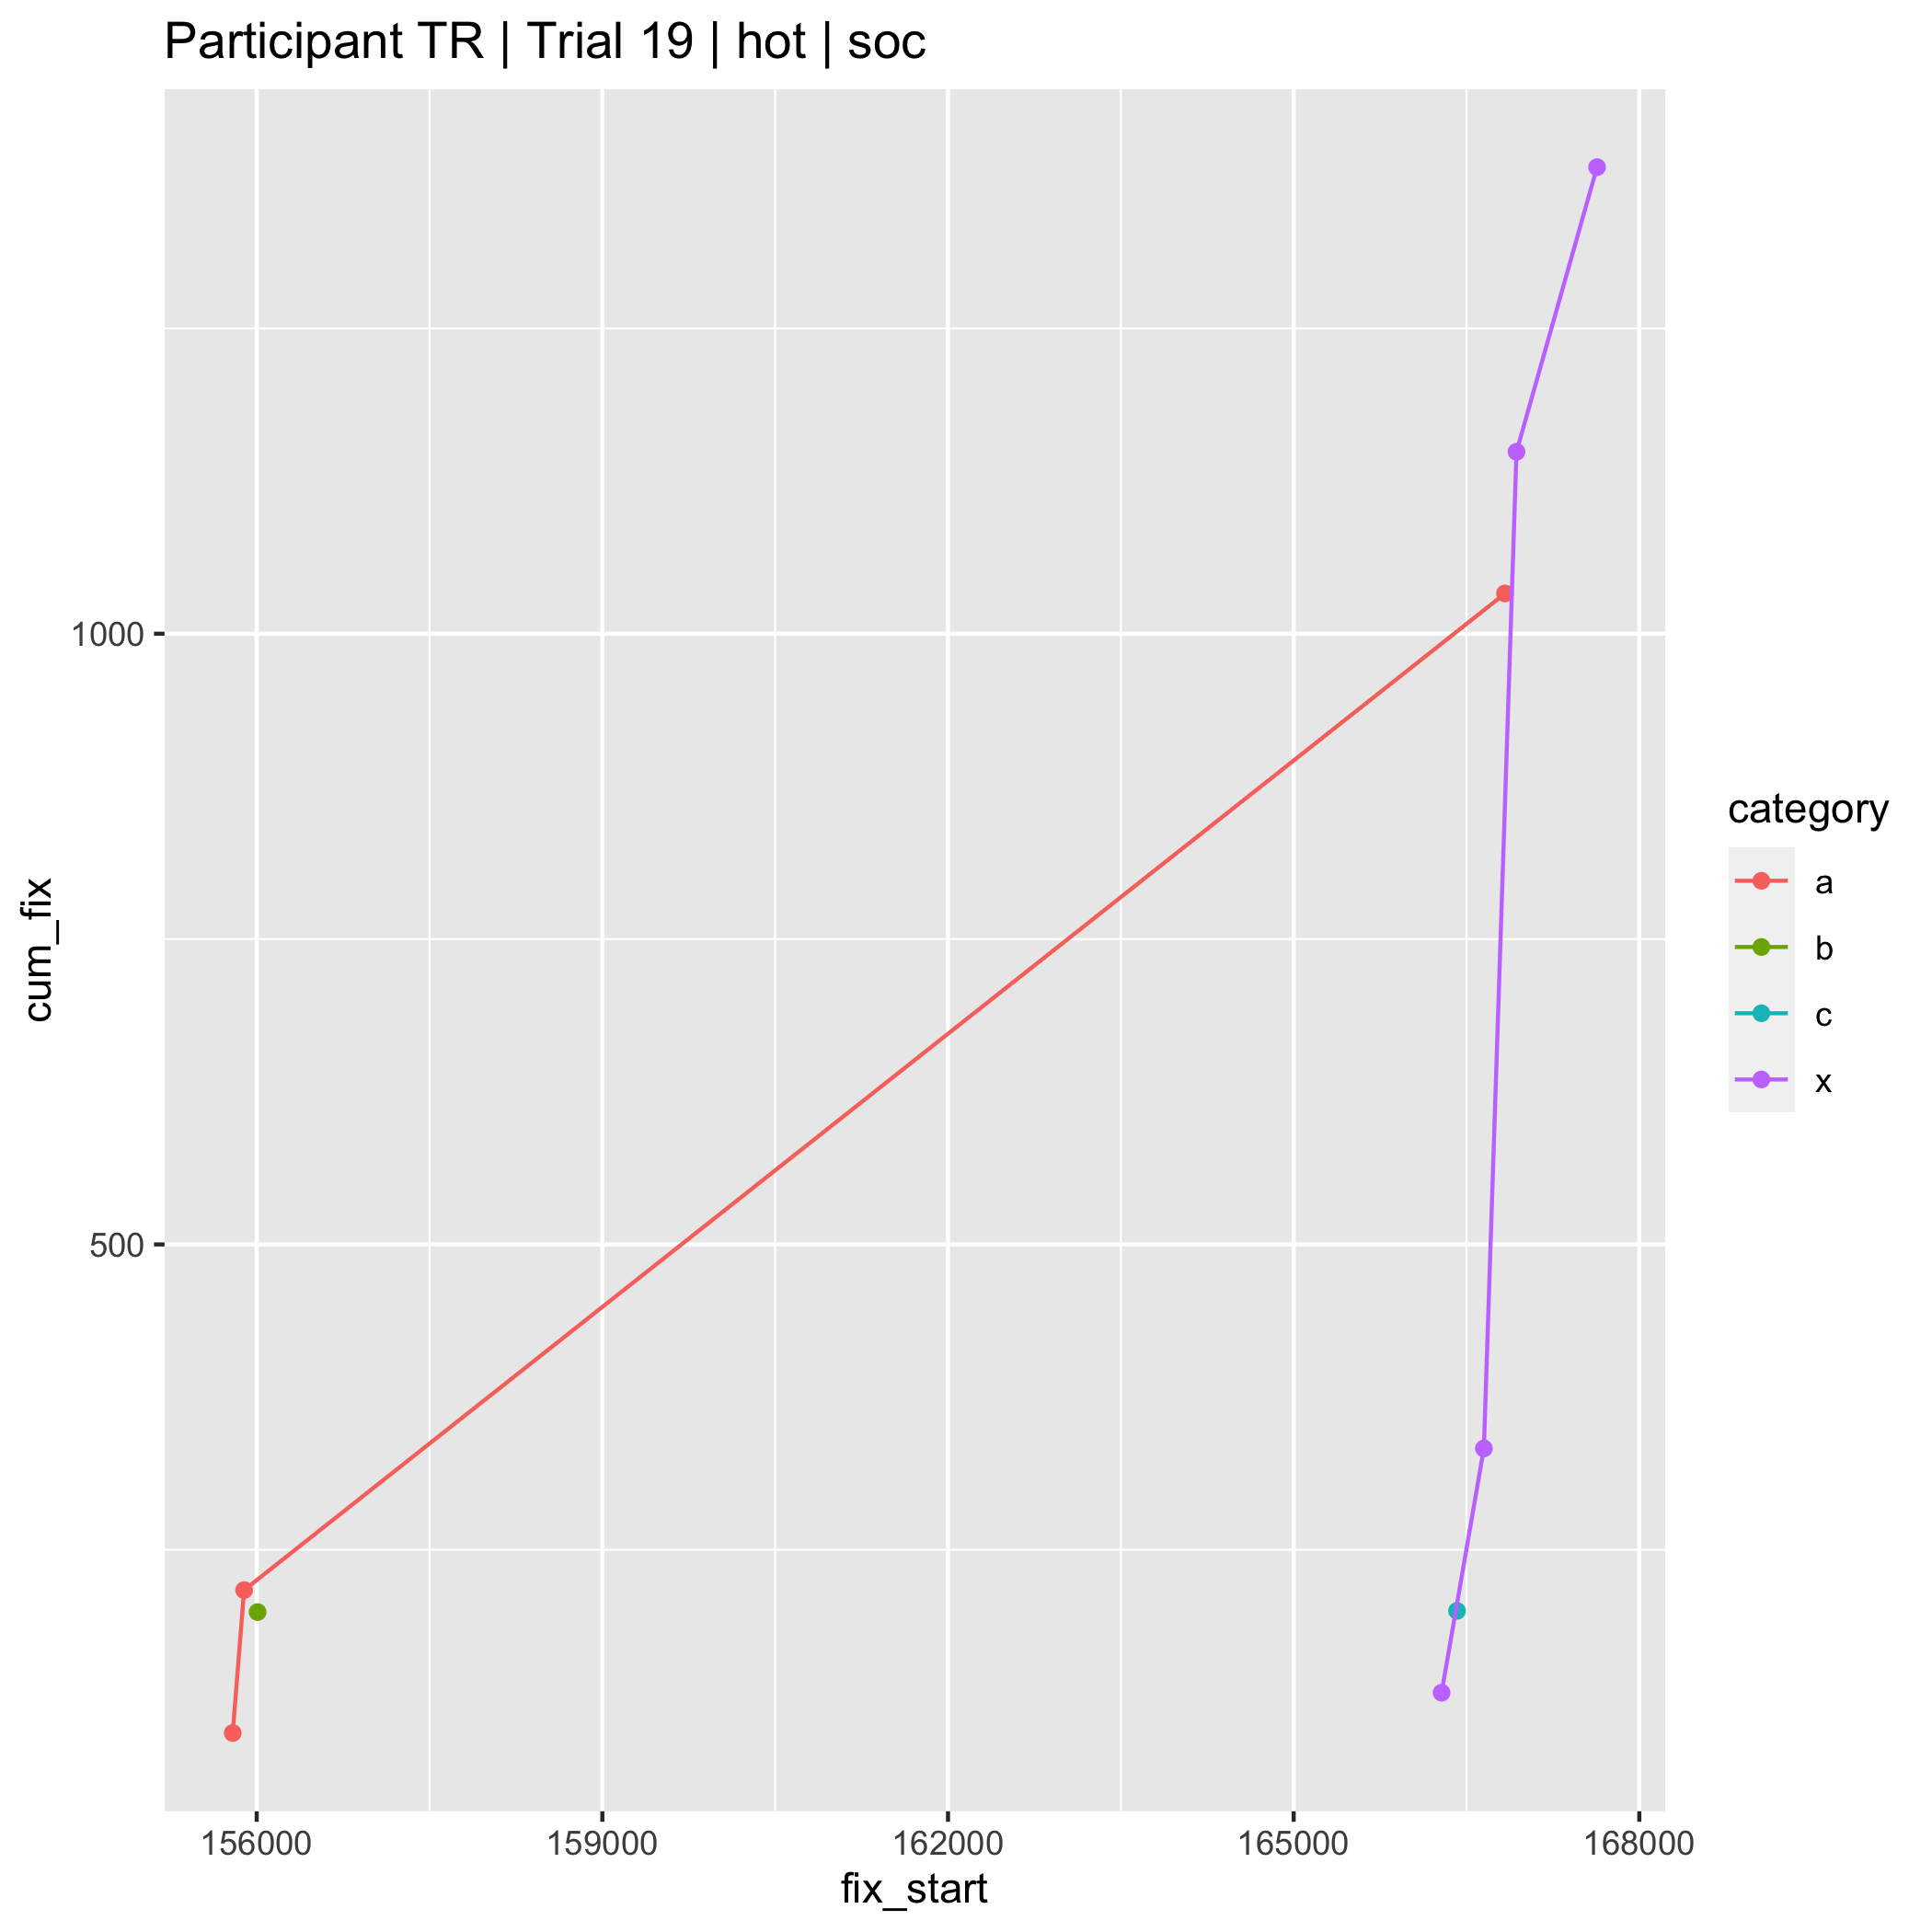 Participant TR | Trial 19 | hot | soc
cum_fix
1000
500
156000
159000
162000
165000
168000
fix_start
category
a
b
c
x